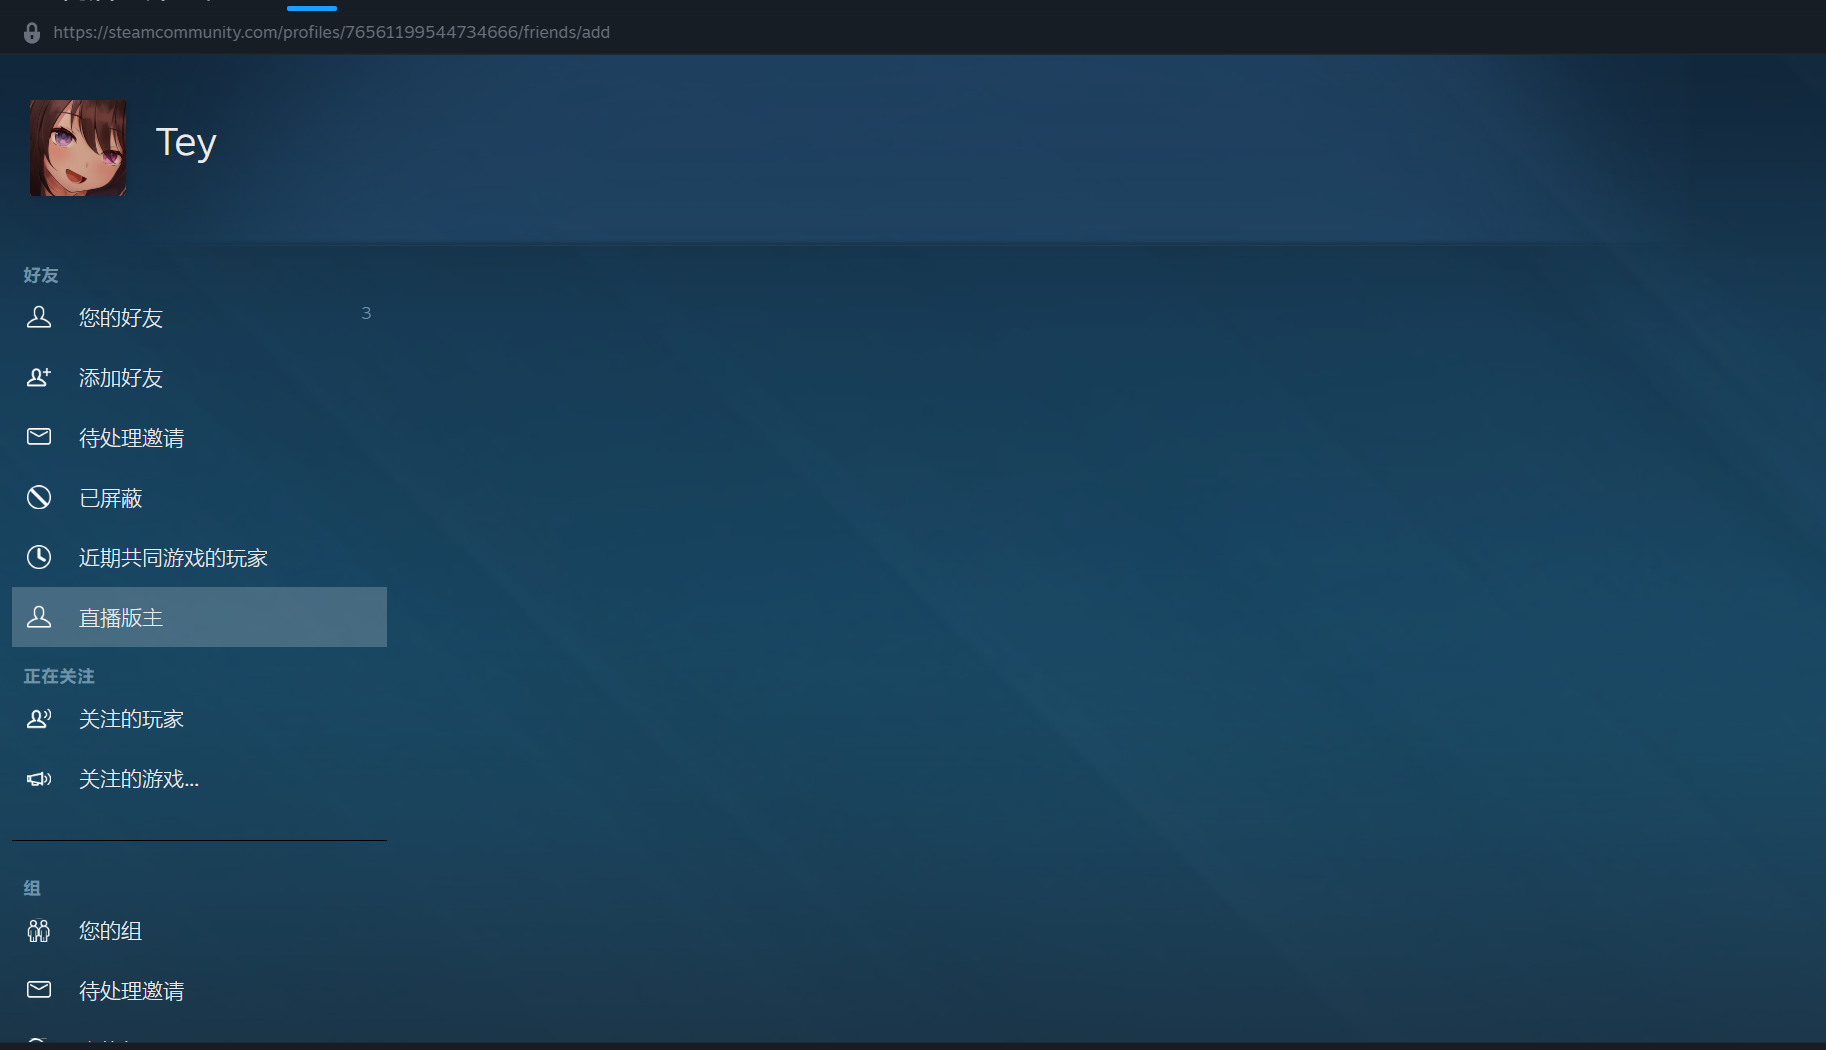 https://steamcommunity.com/profiles/76561199544734666/friends/add
Tey
好友
您的好友 3
添加好友
待处理邀请
已屏蔽
近期共同游戏的玩家
直播版主
正在关注
关注的玩家
关注的游戏...
组
您的组
待处理邀请